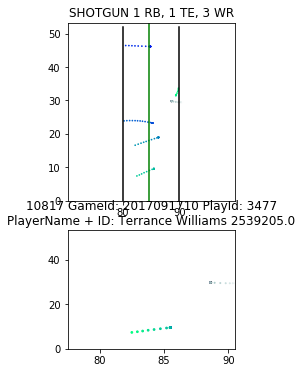 SHOTGUN 1 RB, 1 TE, 3 WR
50
40
30
20
10
0
80 90
10817 GameId: 2017091710 PlayId: 3477
PlayerName + ID: Terrance Williams 2539205.0
40
20
0
80 85 90